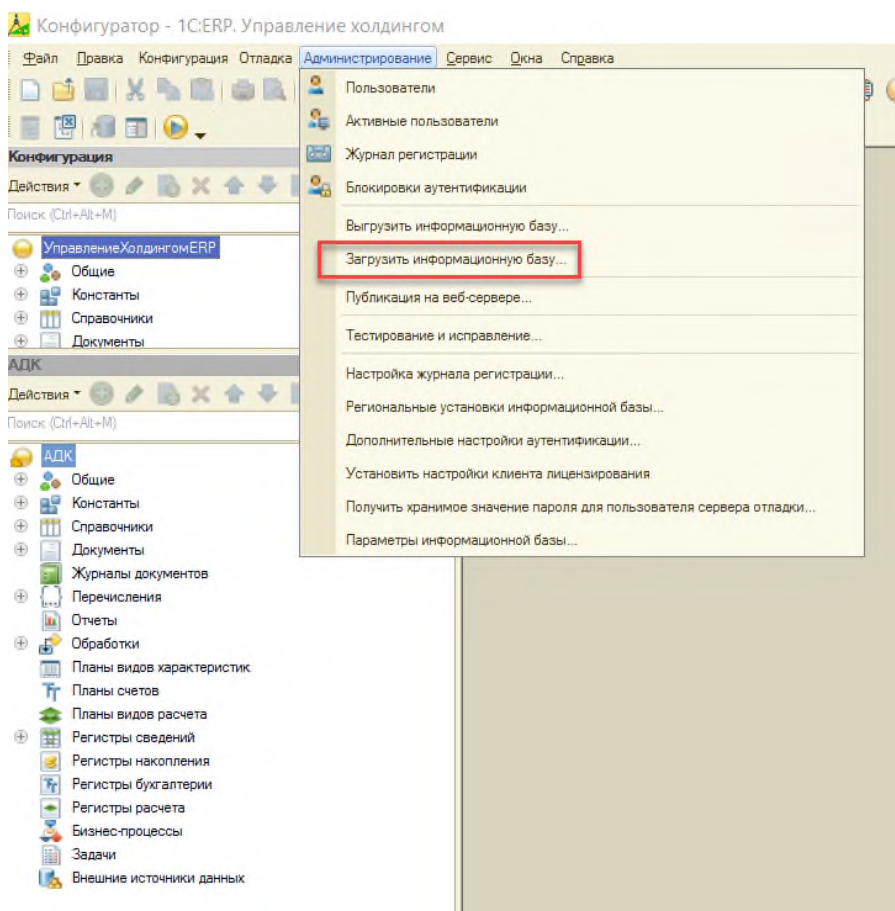 Конфигуратор - 1С:ERP. Управление холдингом
Файл Правка Конфигурация Отладка Администрирование Сервис Окна Справка
Пользователи
Активные пользователи
Журнал регистрации
Блокировки аутентификации
Выгрузить информационную базу...
Загрузить информационную базу...
Публикация на веб-сервере...
Тестирование и исправление...
Настройка журнала регистрации...
Региональные установки информационной базы...
Дополнительные настройки аутентификации...
Установить настройки клиента лицензирования
Получить хранимое значение пароля для пользователя сервера отладки...
Параметры информационной базы...
Конфигурация
Действия
Поиск (Ctrl+Alt+M)
УправлениеХолдингомERP
Общие
Константы
Справочники
Документы
АДК
Действия
Поиск (Ctrl+Alt+M)
АДК
Общие
Константы
Справочники
Документы
Журналы документов
Перечисления
Отчеты
Обработки
Планы видов характеристик
Планы счетов
Планы видов расчета
Регистры сведений
Регистры накопления
Регистры бухгалтерии
Регистры расчета
Бизнес-процессы
Задачи
Внешние источники данных